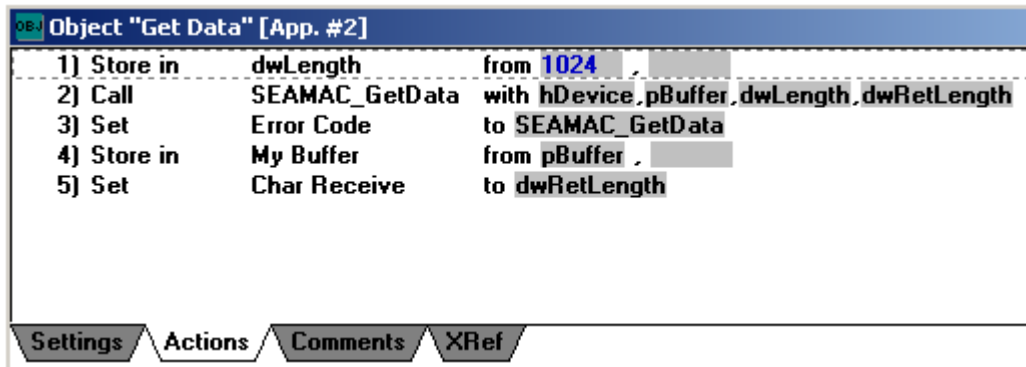 OBJ Object "Get Data" [App. #2]
1) Store in dwLength from 1024 ,
2) Call SEAMAC_GetData with hDevice,pBuffer,dwLength,dwRetLength
3) Set Error Code to SEAMAC_GetData
4) Store in My Buffer from pBuffer ,
5) Set Char Receive to dwRetLength
Settings Actions Comments XRef